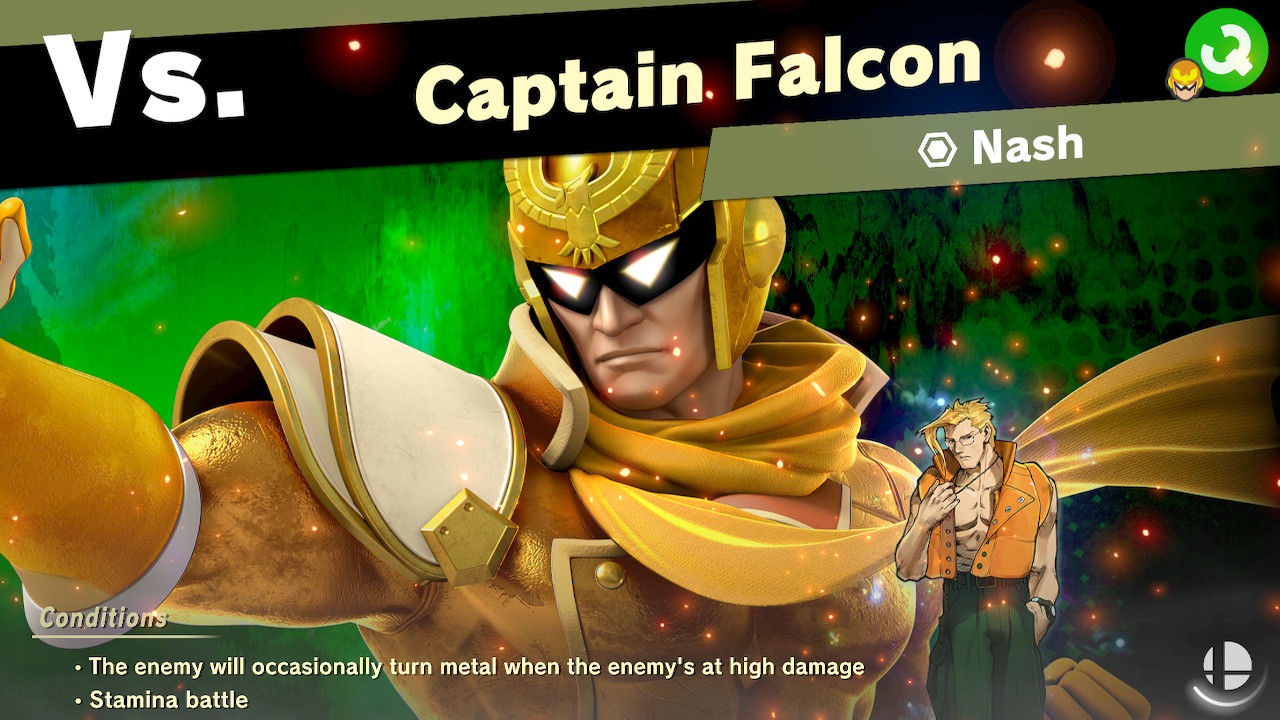 Vs.
Captain Falcon
Nash
Conditions
• The enemy will occasionally turn metal when the enemy's at high damage
• Stamina battle